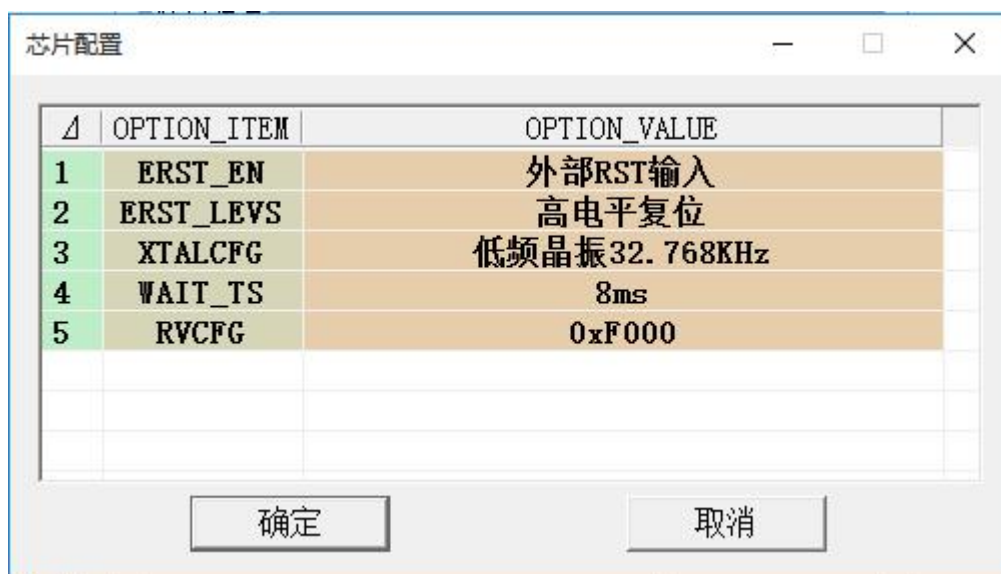 芯片配置
OPTION_ITEM OPTION_VALUE
1 ERST_EN 外部RST输入
2 ERST_LEVS 高电平复位
3 XTALCFG 低频晶振32.768KHz
4 WAIT_TS 8ms
5 RVCFG 0xF000
确定 取消